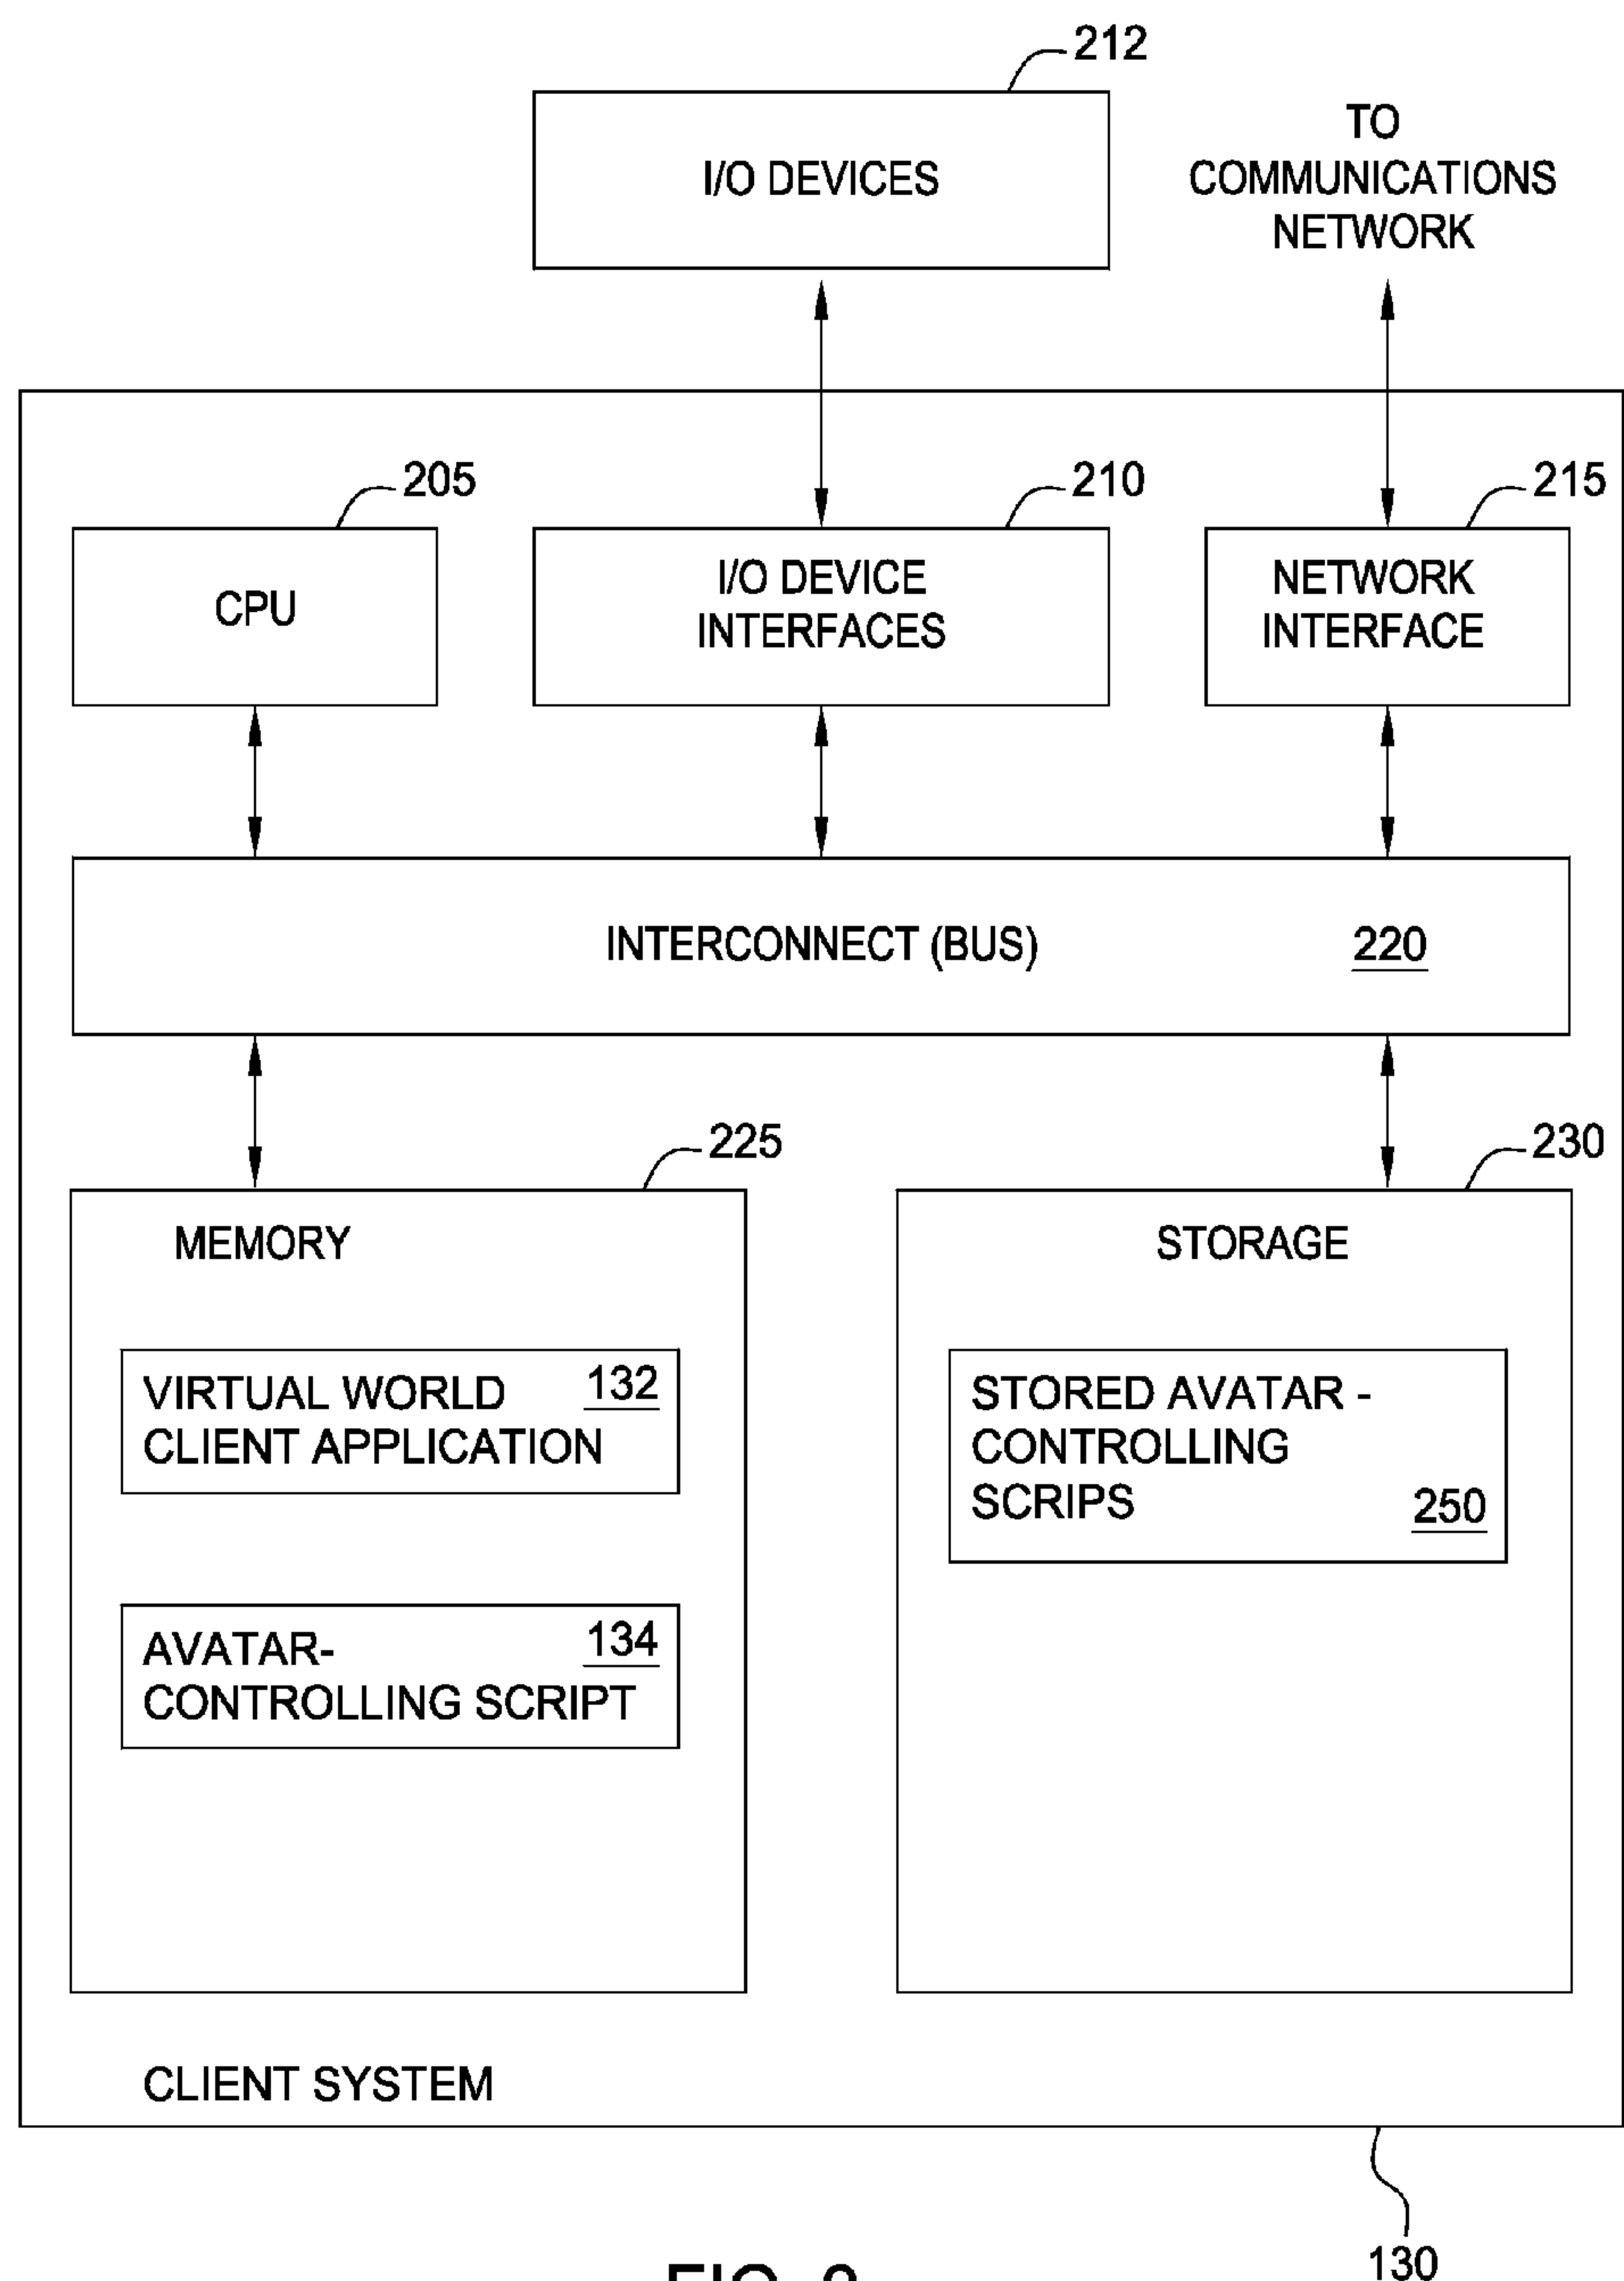 212
I/O DEVICES
TO
COMMUNICATIONS
NETWORK
205
210
215
CPU
I/O DEVICE
INTERFACES
NETWORK
INTERFACE
INTERCONNECT (BUS)
220
225
230
MEMORY
STORAGE
VIRTUAL WORLD
CLIENT APPLICATION
132
STORED AVATAR -
CONTROLLING
SCRIPS
250
AVATAR-
CONTROLLING SCRIPT
134
CLIENT SYSTEM
130
FIG.